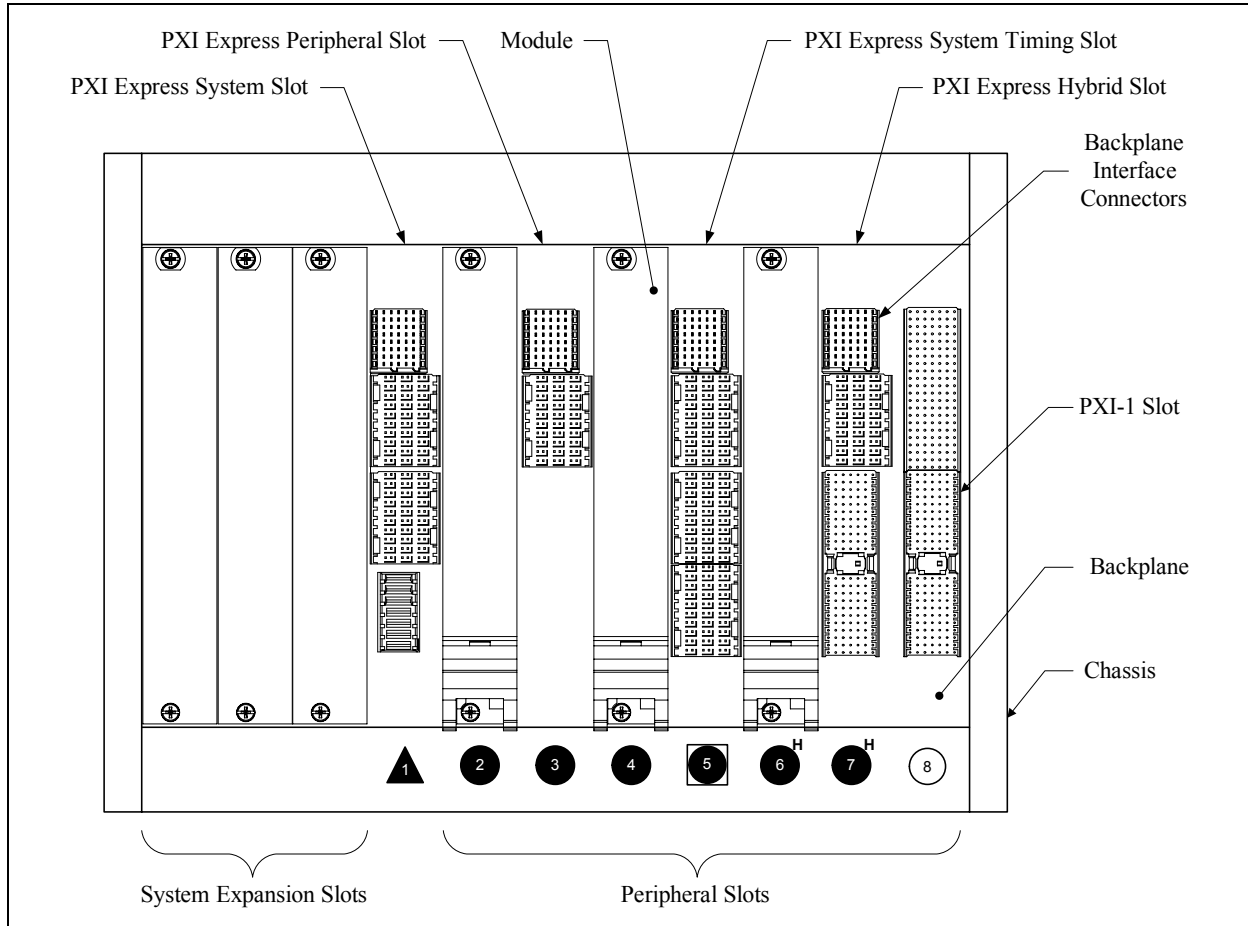 PXI Express Peripheral Slot
Module
PXI Express System Timing Slot
PXI Express System Slot
PXI Express Hybrid Slot
Backplane
Interface
Connectors
PXI-1 Slot
Backplane
Chassis
1
2
3
4
5
6
H
7
H
8
System Expansion Slots
Peripheral Slots